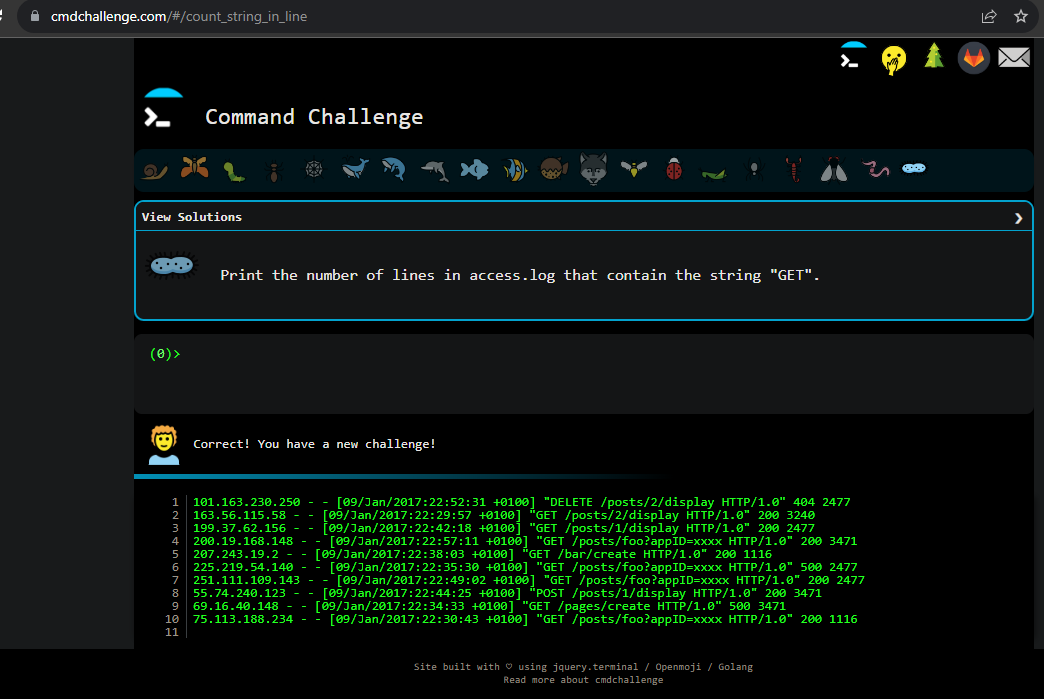 cmdchallenge.com/#/count_string_in_line
Command Challenge
View Solutions
Print the number of lines in access.log that contain the string "GET".
(0)>
Correct! You have a new challenge!
1 101.163.230.250 - - [09/Jan/2017:22:52:31 +0100] "DELETE /posts/2/display HTTP/1.0" 404 2477
2 163.56.115.58 - - [09/Jan/2017:22:29:57 +0100] "GET /posts/2/display HTTP/1.0" 200 3240
3 199.37.62.156 - - [09/Jan/2017:22:42:18 +0100] "GET /posts/1/display HTTP/1.0" 200 2477
4 200.19.168.148 - - [09/Jan/2017:22:57:11 +0100] "GET /posts/foo?appID=xxxx HTTP/1.0" 200 3471
5 207.243.19.2 - - [09/Jan/2017:22:38:03 +0100] "GET /bar/create HTTP/1.0" 200 1116
6 225.219.54.140 - - [09/Jan/2017:22:35:30 +0100] "GET /posts/foo?appID=xxxx HTTP/1.0" 500 2477
7 251.111.109.143 - - [09/Jan/2017:22:49:02 +0100] "GET /posts/foo?appID=xxxx HTTP/1.0" 200 2477
8 55.74.240.123 - - [09/Jan/2017:22:44:25 +0100] "POST /posts/1/display HTTP/1.0" 200 3471
9 69.16.40.148 - - [09/Jan/2017:22:34:33 +0100] "GET /pages/create HTTP/1.0" 500 3471
10 75.113.188.234 - - [09/Jan/2017:22:30:43 +0100] "GET /posts/foo?appID=xxxx HTTP/1.0" 200 1116
11
Site built with ♡ using jquery.terminal / Openmoji / Golang
Read more about cmdchallenge